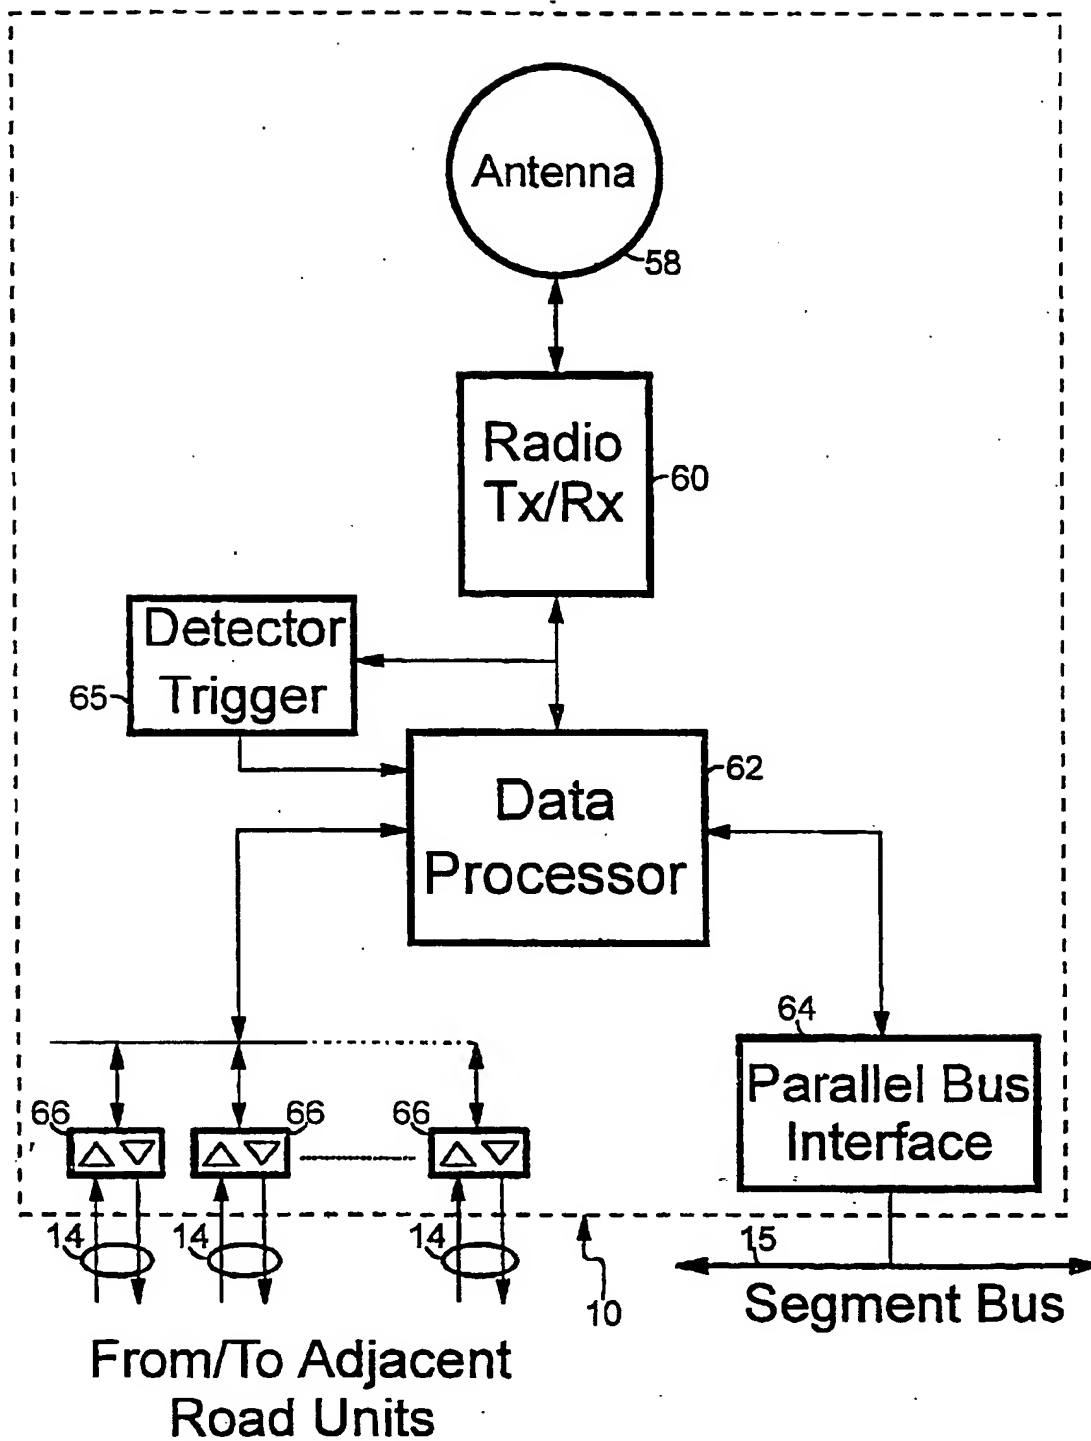 Antenna
58
Radio
Tx/Rx
60
Detector
Trigger
65
62
Data
Processor
64
Parallel Bus
Interface
66
66
66
14
14
14
10
15
Segment Bus
From/To Adjacent
Road Units